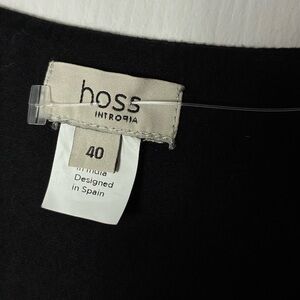 hoss
INTROPIA
40
in India
Designed
in Spain